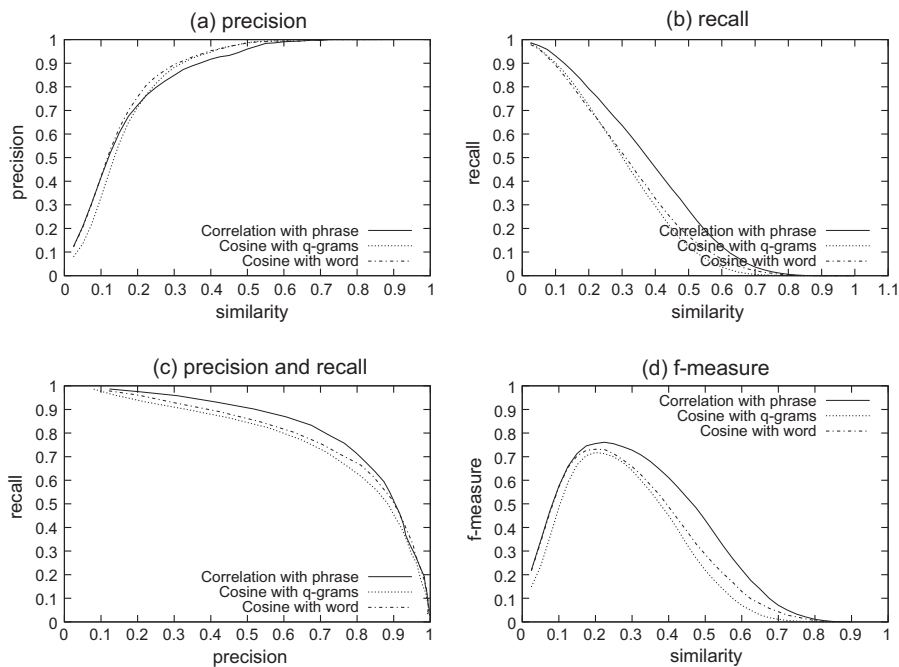 (a) precision
1
0.9
0.8
0.7
0.6
0.5
0.4
0.3
0.2
0.1
0
precision
Correlation with phrase
Cosine with q-grams
Cosine with word
0 0.1 0.2 0.3 0.4 0.5 0.6 0.7 0.8 0.9 1
similarity
(b) recall
1
0.9
0.8
0.7
0.6
0.5
0.4
0.3
0.2
0.1
0
recall
Correlation with phrase
Cosine with q-grams
Cosine with word
0 0.1 0.2 0.3 0.4 0.5 0.6 0.7 0.8 0.9 1 1.1
similarity
(c) precision and recall
1
0.9
0.8
0.7
0.6
0.5
0.4
0.3
0.2
0.1
0
recall
Correlation with phrase
Cosine with q-grams
Cosine with word
0 0.1 0.2 0.3 0.4 0.5 0.6 0.7 0.8 0.9 1
precision
(d) f-measure
1
0.9
0.8
0.7
0.6
0.5
0.4
0.3
0.2
0.1
0
f-measure
Correlation with phrase
Cosine with q-grams
Cosine with word
0 0.1 0.2 0.3 0.4 0.5 0.6 0.7 0.8 0.9 1
similarity